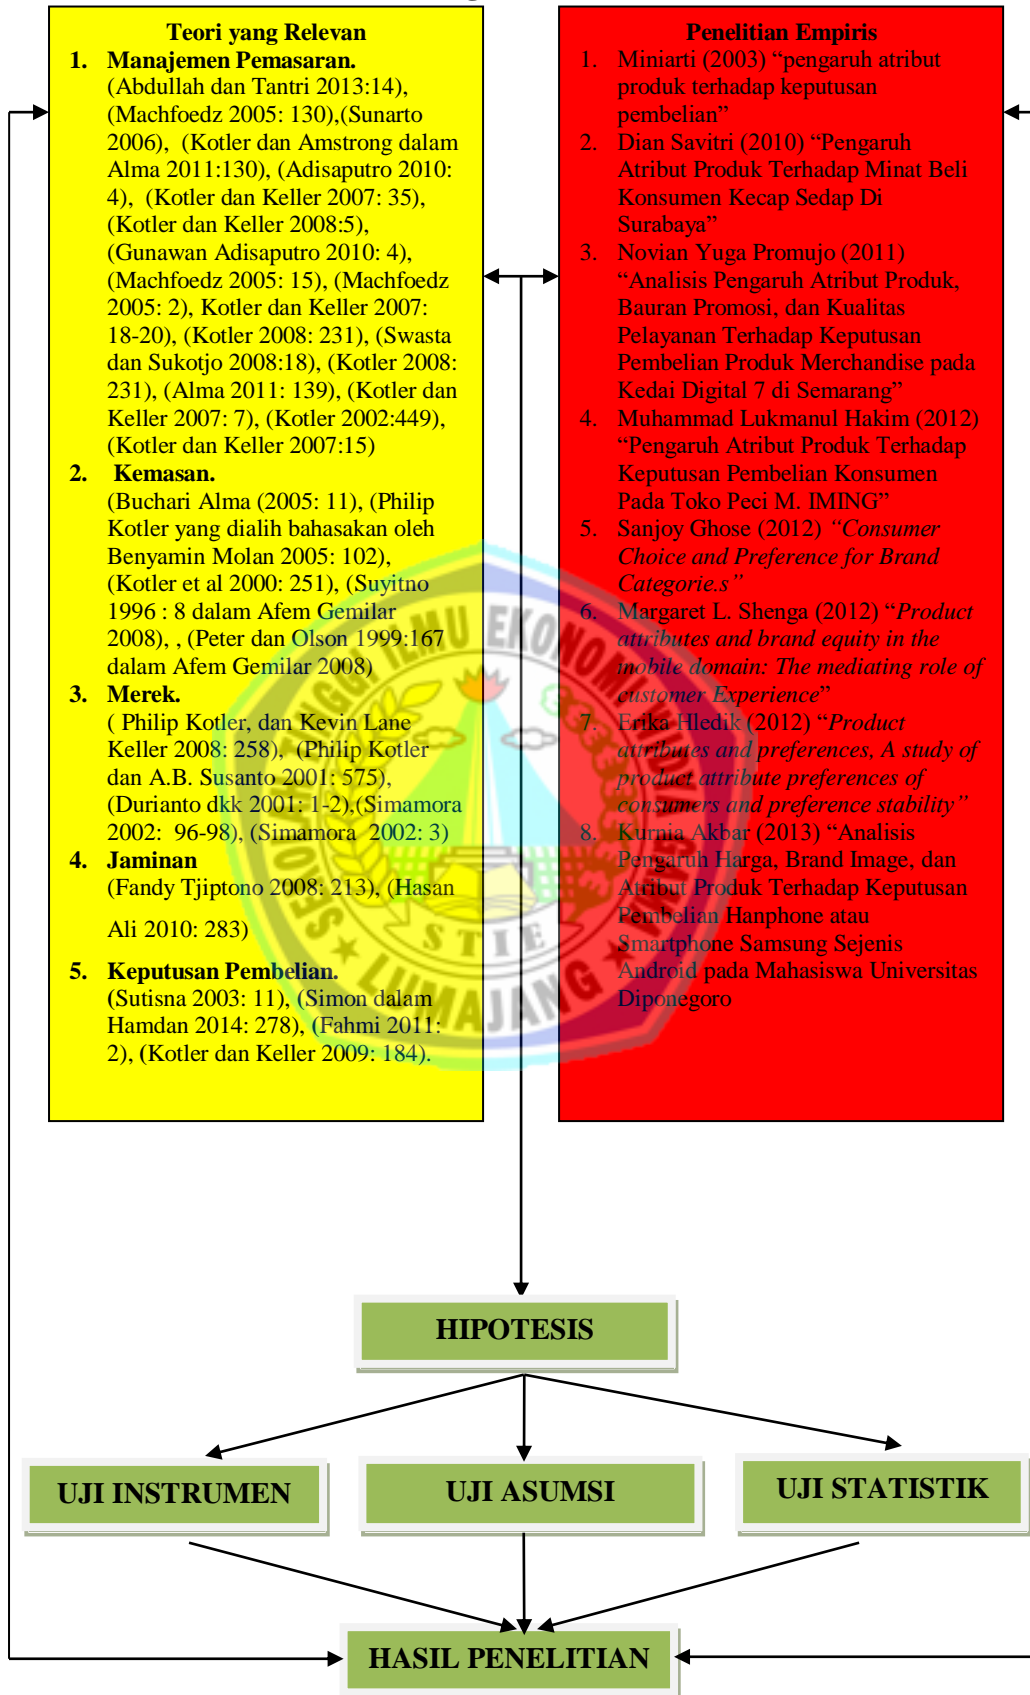 Teori yang Relevan
1. Manajemen Pemasaran.
(Abdullah dan Tantri 2013:14),
(Machfoedz 2005: 130),(Sunarto
2006), (Kotler dan Amstrong dalam
Alma 2011:130), (Adisaputro 2010:
4), (Kotler dan Keller 2007: 35),
(Kotler dan Keller 2008:5),
(Gunawan Adisaputro 2010: 4),
(Machfoedz 2005: 15), (Machfoedz
2005: 2), Kotler dan Keller 2007:
18-20), (Kotler 2008: 231), (Swasta
dan Sukotjo 2008:18), (Kotler 2008:
231), (Alma 2011: 139), (Kotler dan
Keller 2007: 7), (Kotler 2002:449),
(Kotler dan Keller 2007:15)
2. Kemasan.
(Buchari Alma (2005: 11), (Philip
Kotler yang dialih bahasakan oleh
Benyamin Molan 2005: 102),
(Kotler et al 2000: 251), (Suyitno
1996 : 8 dalam Afem Gemilar
2008), , (Peter dan Olson 1999:167
dalam Afem Gemilar 2008)
3. Merek.
( Philip Kotler, dan Kevin Lane
Keller 2008: 258), (Philip Kotler
dan A.B. Susanto 2001: 575),
(Durianto dkk 2001: 1-2),(Simamora
2002: 96-98), (Simamora 2002: 3)
4. Jaminan
(Fandy Tjiptono 2008: 213), (Hasan
Ali 2010: 283)
5. Keputusan Pembelian.
(Sutisna 2003: 11), (Simon dalam
Hamdan 2014: 278), (Fahmi 2011:
2), (Kotler dan Keller 2009: 184).
Penelitian Empiris
1. Miniarti (2003) “pengaruh atribut
produk terhadap keputusan
pembelian”
2. Dian Savitri (2010) “Pengaruh
Atribut Produk Terhadap Minat Beli
Konsumen Kecap Sedap Di
Surabaya”
3. Novian Yuga Promujo (2011)
“Analisis Pengaruh Atribut Produk,
Bauran Promosi, dan Kualitas
Pelayanan Terhadap Keputusan
Pembelian Produk Merchandise pada
Kedai Digital 7 di Semarang”
4. Muhammad Lukmanul Hakim (2012)
“Pengaruh Atribut Produk Terhadap
Keputusan Pembelian Konsumen
Pada Toko Peci M. IMING”
5. Sanjoy Ghose (2012) “Consumer
Choice and Preference for Brand
Categorie.s”
6. Margaret L. Shenga (2012) “Product
attributes and brand equity in the
mobile domain: The mediating role of
customer Experience”
7. Erika Hledik (2012) “Product
attributes and preferences, A study of
product attribute preferences of
consumers and preference stability”
8. Kurnia Akbar (2013) “Analisis
Pengaruh Harga, Brand Image, dan
Atribut Produk Terhadap Keputusan
Pembelian Hanphone atau
Smartphone Samsung Sejenis
Android pada Mahasiswa Universitas
Diponegoro
SEKOLAH TINGGI ILMU EKONOMI WIDYA GAMA
STIE
LUMAJANG
HIPOTESIS
UJI INSTRUMEN
UJI ASUMSI
UJI STATISTIK
HASIL PENELITIAN